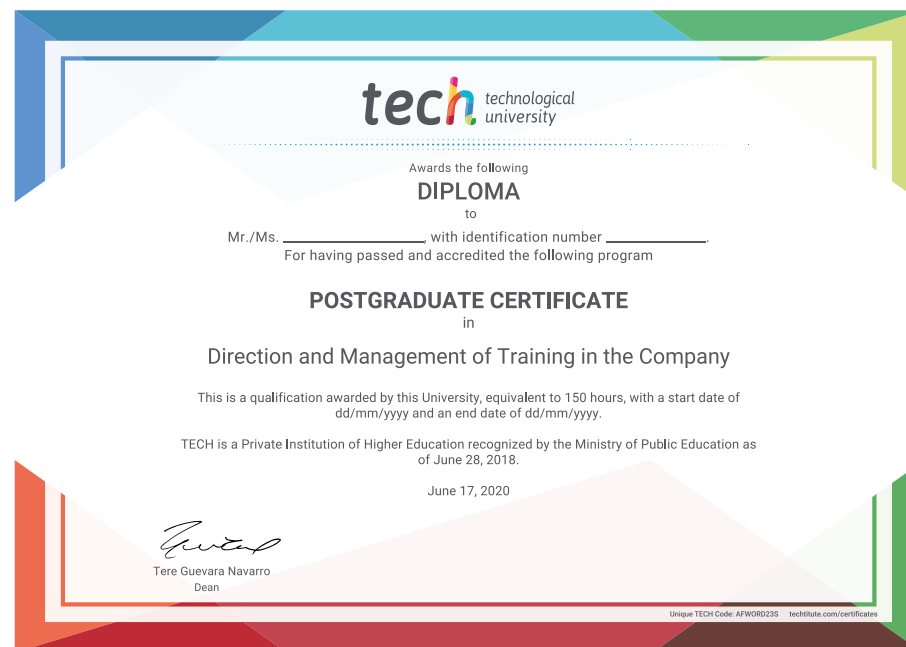 tech technological
university
Awards the following
DIPLOMA
to
Mr./Ms. ____________________, with identification number ______________.
For having passed and accredited the following program
POSTGRADUATE CERTIFICATE
in
Direction and Management of Training in the Company
This is a qualification awarded by this University, equivalent to 150 hours, with a start date of
dd/mm/yyyy and an end date of dd/mm/yyyy.
TECH is a Private Institution of Higher Education recognized by the Ministry of Public Education as
of June 28, 2018.
June 17, 2020
Tere Guevara Navarro
Dean
Unique TECH Code: AFWORD23S techtitute.com/certificates